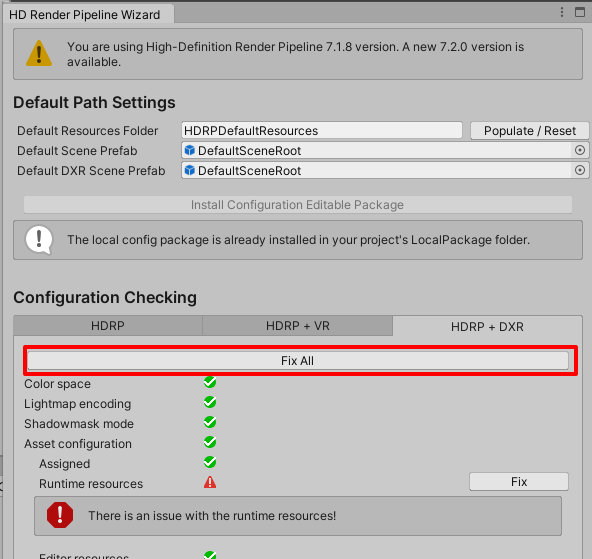 HD Render Pipeline Wizard
You are using High-Definition Render Pipeline 7.1.8 version. A new 7.2.0 version is
available.
Default Path Settings
Default Resources Folder HDRPDefaultResources Populate / Reset
Default Scene Prefab DefaultSceneRoot
Default DXR Scene Prefab DefaultSceneRoot
Install Configuration Editable Package
The local config package is already installed in your project's LocalPackage folder.
Configuration Checking
HDRP HDRP + VR HDRP + DXR
Fix All
Color space
Lightmap encoding
Shadowmask mode
Asset configuration
Assigned
Runtime resources Fix
There is an issue with the runtime resources!
Editor resources